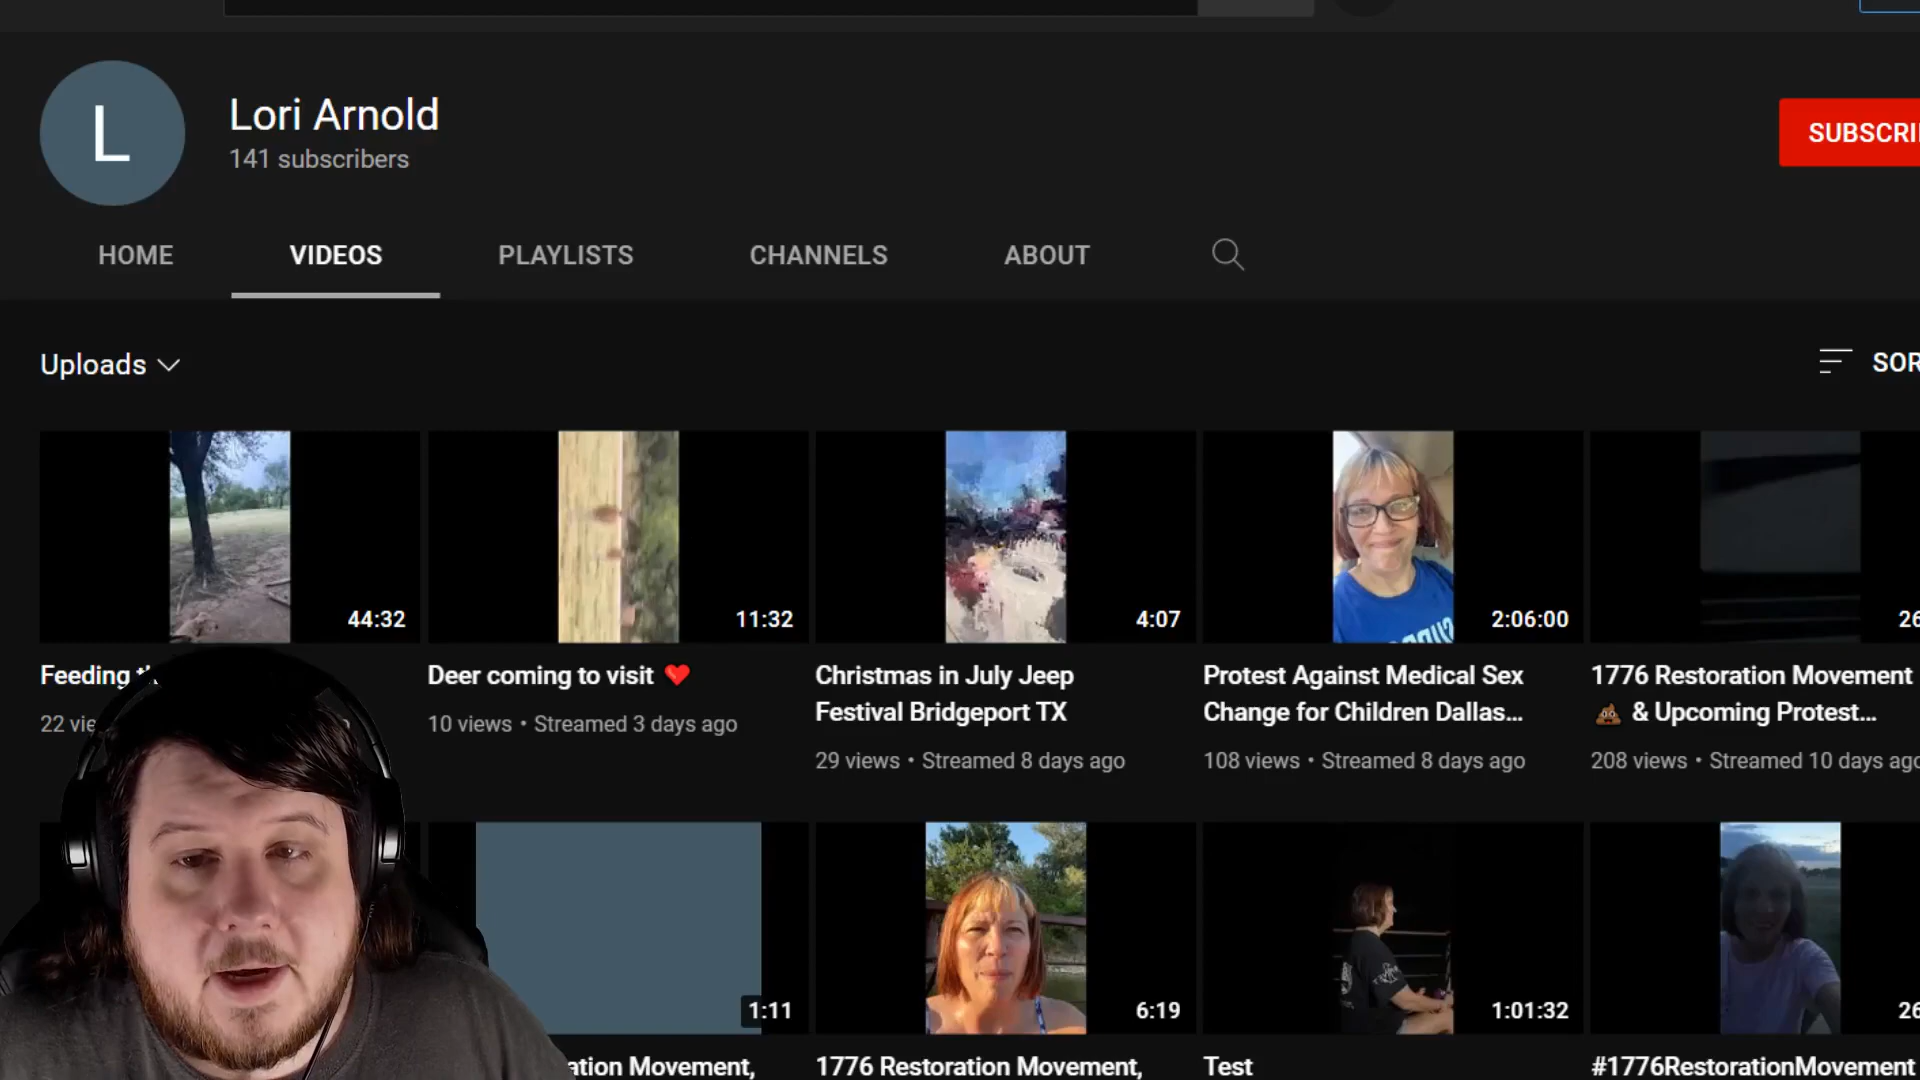 L
Lori Arnold
141 subscribers
SUBSCRI
HOME
VIDEOS
PLAYLISTS
CHANNELS
ABOUT
Uploads
SOR
44:32
11:32
4:07
2:06:00
26
Feeding
Deer coming to visit ❤️
Christmas in July Jeep
Festival Bridgeport TX
Protest Against Medical Sex
Change for Children Dallas...
1776 Restoration Movement
💩 & Upcoming Protest...
22 vie
10 views • Streamed 3 days ago
29 views • Streamed 8 days ago
108 views • Streamed 8 days ago
208 views • Streamed 10 days ago
1:11
6:19
1:01:32
26
ation Movement,
1776 Restoration Movement,
Test
#1776RestorationMovement